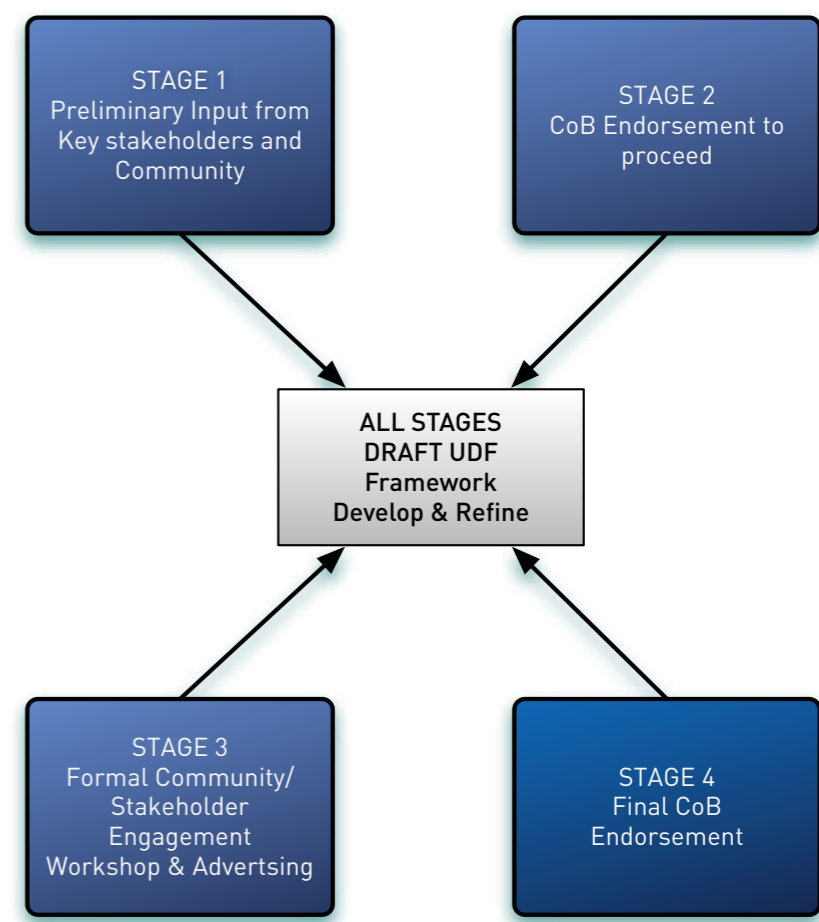 STAGE 1
Preliminary Input from
Key stakeholders and
Community
STAGE 2
CoB Endorsement to
proceed
ALL STAGES
DRAFT UDF
Framework
Develop & Refine
STAGE 3
Formal Community/
Stakeholder
Engagement
Workshop & Advertsing
STAGE 4
Final CoB
Endorsement